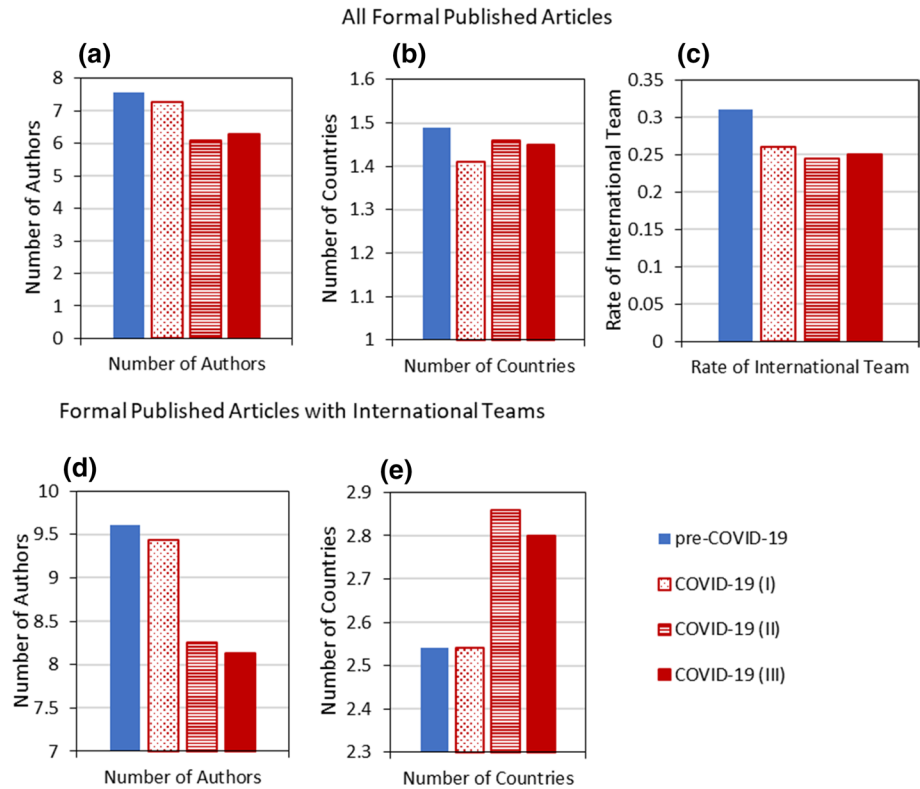 All Formal Published Articles
(a)
(b)
(c)
Number of Authors
8
7
6
5
4
3
2
1
0
Number of Authors
Number of Countries
1.6
1.5
1.4
1.3
1.2
1.1
1
Number of Countries
Rate of International Team
0.35
0.3
0.25
0.2
0.15
0.1
0.05
0
Rate of International Team
Formal Published Articles with International Teams
(d)
(e)
Number of Authors
10
9.5
9
8.5
8
7.5
7
Number of Authors
Number of Countries
2.9
2.8
2.7
2.6
2.5
2.4
2.3
Number of Countries
pre-COVID-19
COVID-19 (I)
COVID-19 (II)
COVID-19 (III)